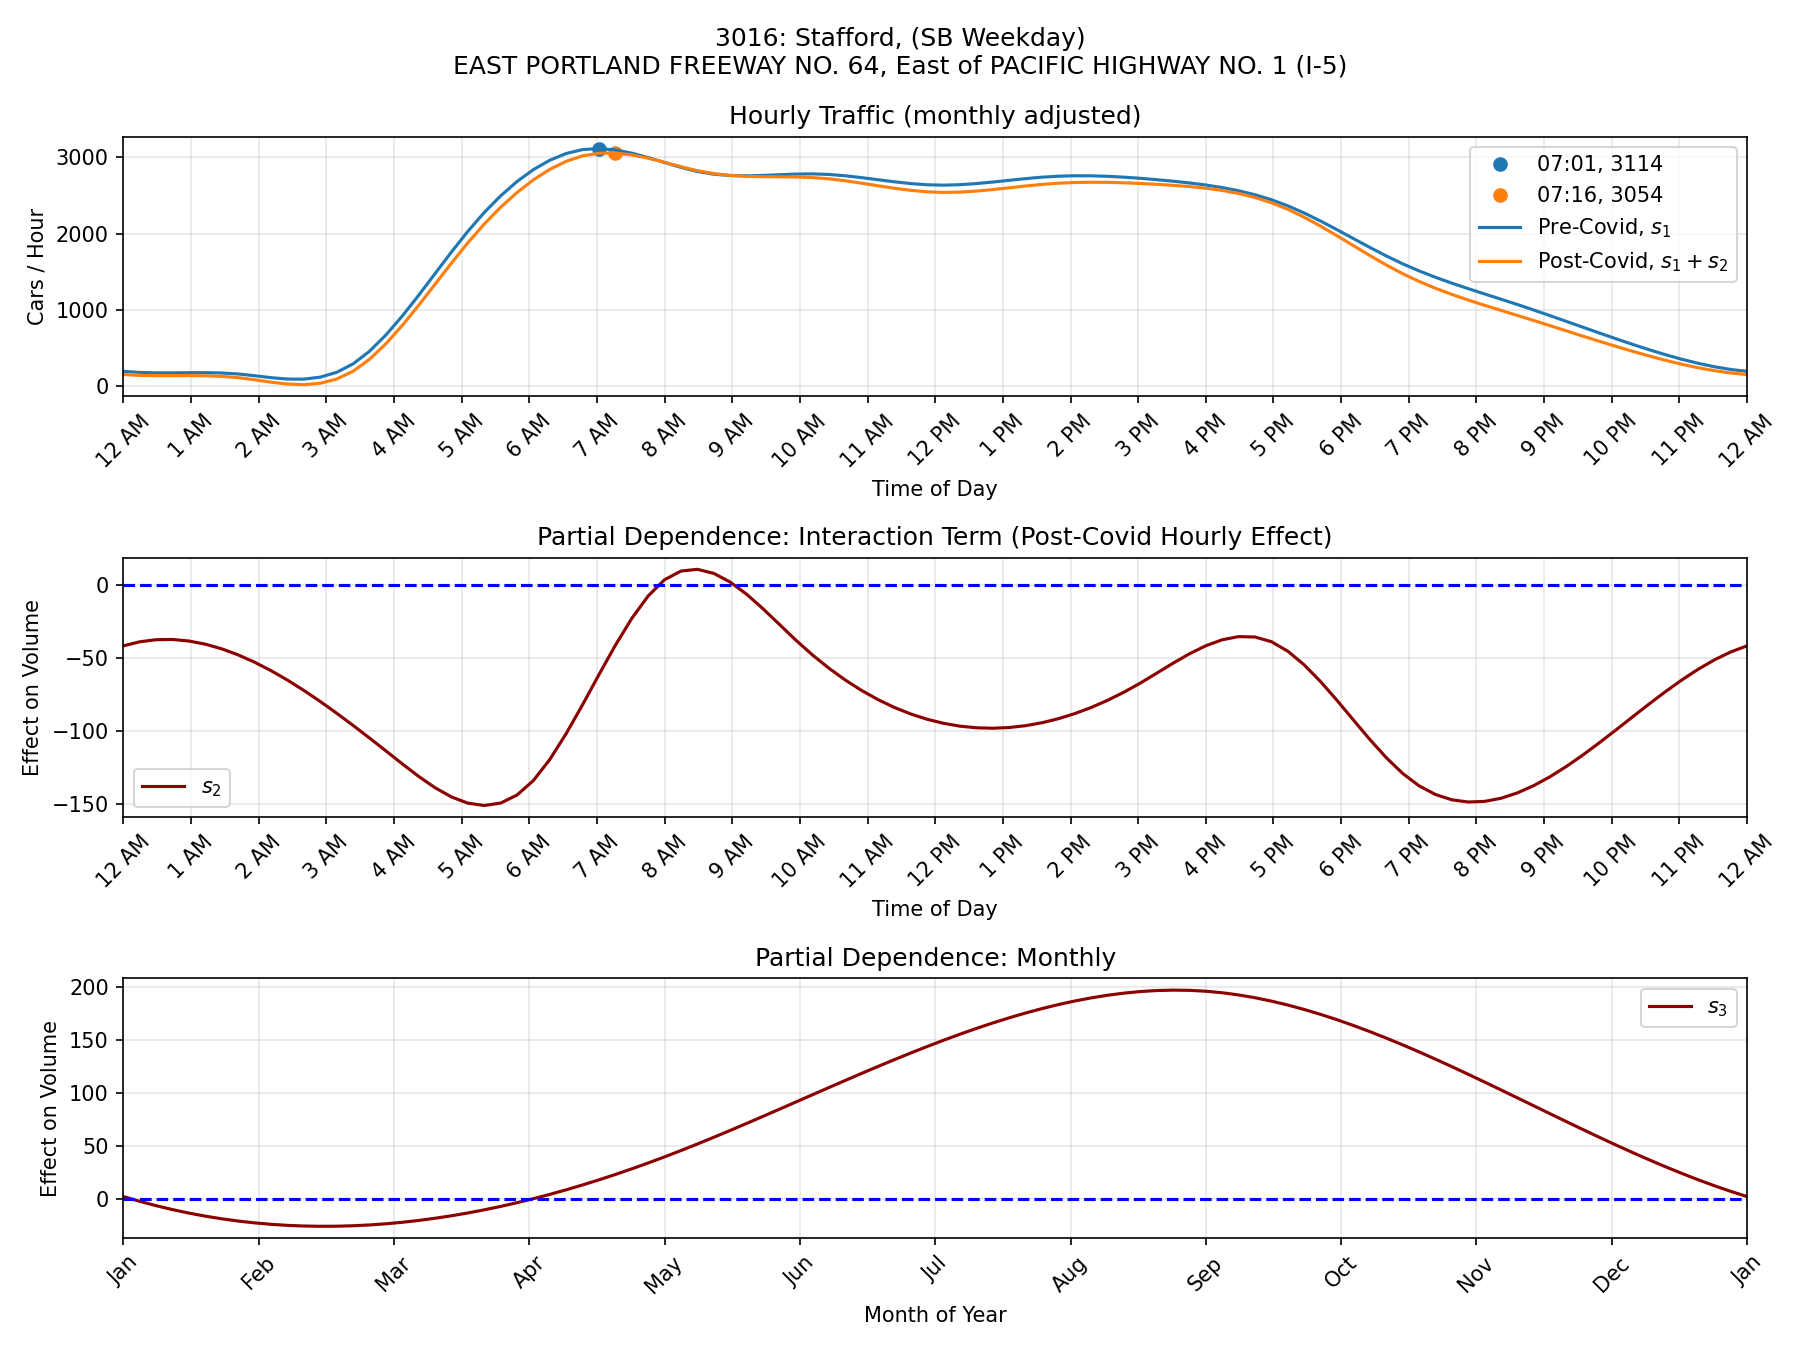 3016: Stafford, (SB Weekday)
EAST PORTLAND FREEWAY NO. 64, East of PACIFIC HIGHWAY NO. 1 (I-5)
Hourly Traffic (monthly adjusted)
Cars / Hour
3000
2000
1000
0
07:01, 3114
07:16, 3054
Pre-Covid, s₁
Post-Covid, s₁ + s₂
12 AM 1 AM 2 AM 3 AM 4 AM 5 AM 6 AM 7 AM 8 AM 9 AM 10 AM 11 AM 12 PM 1 PM 2 PM 3 PM 4 PM 5 PM 6 PM 7 PM 8 PM 9 PM 10 PM 11 PM 12 AM
Time of Day
Partial Dependence: Interaction Term (Post-Covid Hourly Effect)
Effect on Volume
0
−50
−100
−150
s₂
12 AM 1 AM 2 AM 3 AM 4 AM 5 AM 6 AM 7 AM 8 AM 9 AM 10 AM 11 AM 12 PM 1 PM 2 PM 3 PM 4 PM 5 PM 6 PM 7 PM 8 PM 9 PM 10 PM 11 PM 12 AM
Time of Day
Partial Dependence: Monthly
Effect on Volume
200
150
100
50
0
s₃
Jan Feb Mar Apr May Jun Jul Aug Sep Oct Nov Dec Jan
Month of Year